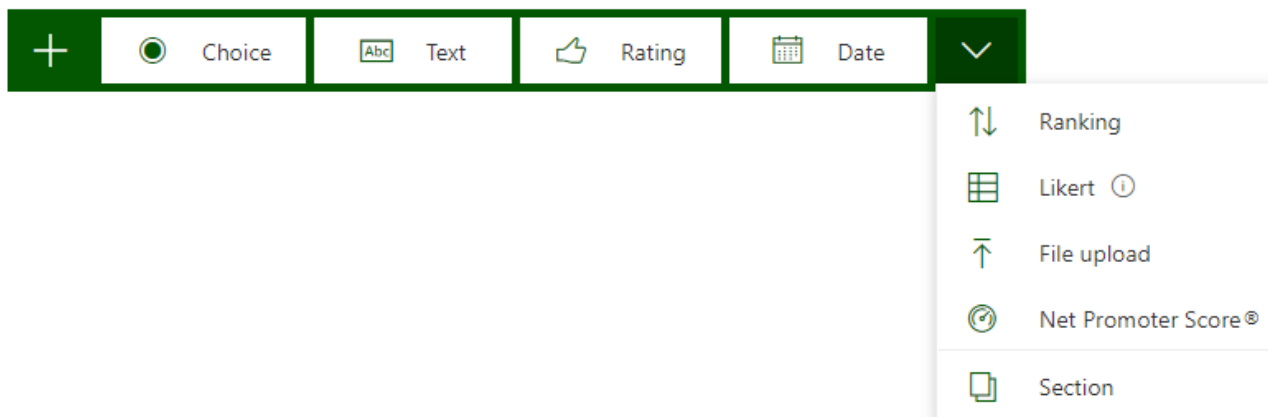 Choice Abc Text Rating Date
Ranking
Likert
File upload
Net Promoter Score®
Section